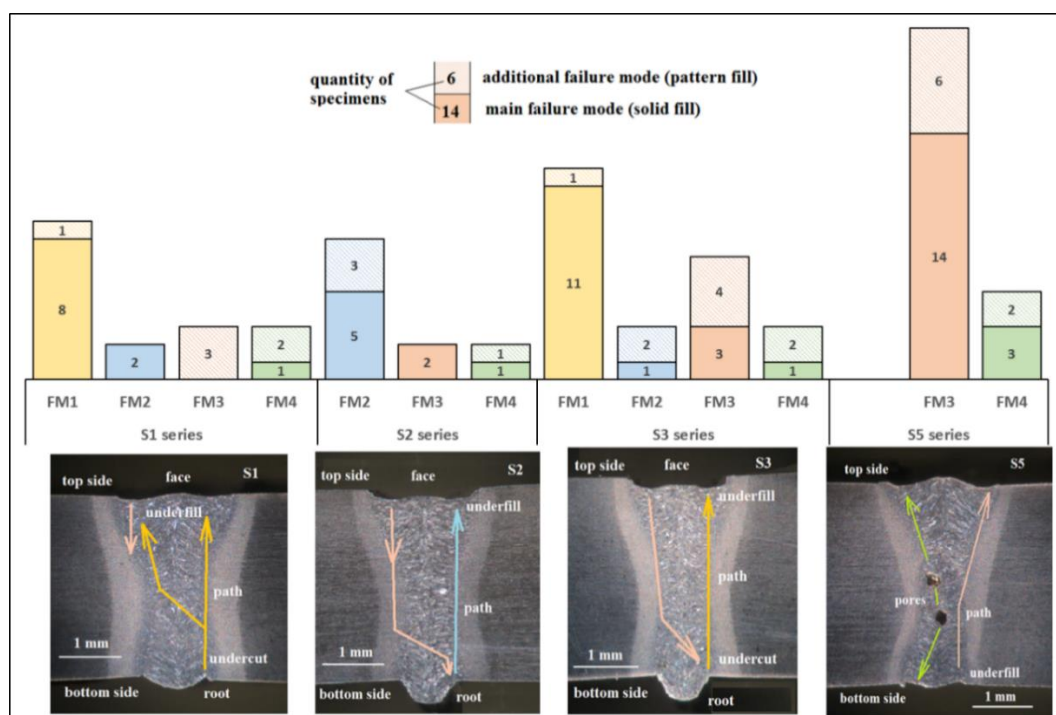 quantity of
specimens
6
additional failure mode (pattern fill)
14
main failure mode (solid fill)
1
8
2
3
2
1
3
5
2
1
1
1
11
2
1
4
3
2
1
6
14
2
3
FM1 FM2 FM3 FM4 FM2 FM3 FM4 FM1 FM2 FM3 FM4 FM3 FM4
S1 series S2 series S3 series S5 series
top side face S1
underfill
path
1 mm
undercut
bottom side root
top side face S2
underfill
path
1 mm
bottom side root
top side face S3
underfill
path
1 mm
undercut
bottom side root
top side S5
pores
path
underfill
bottom side 1 mm